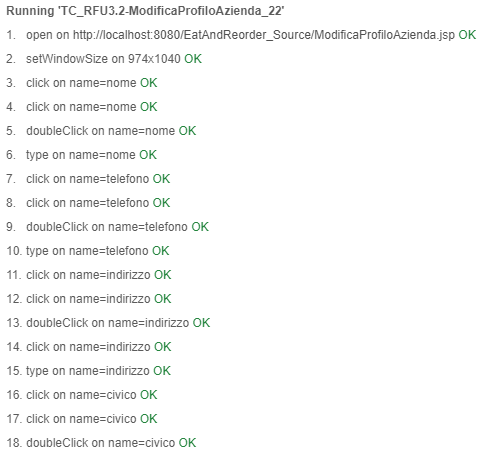 Running 'TC_RFU3.2-ModificaProfiloAzienda_22'
1. open on http://localhost:8080/EatAndReorder_Source/ModificaProfiloAzienda.jsp OK
2. setWindowSize on 974x1040 OK
3. click on name=nome OK
4. click on name=nome OK
5. doubleClick on name=nome OK
6. type on name=nome OK
7. click on name=telefono OK
8. click on name=telefono OK
9. doubleClick on name=telefono OK
10. type on name=telefono OK
11. click on name=indirizzo OK
12. click on name=indirizzo OK
13. doubleClick on name=indirizzo OK
14. click on name=indirizzo OK
15. type on name=indirizzo OK
16. click on name=civico OK
17. click on name=civico OK
18. doubleClick on name=civico OK